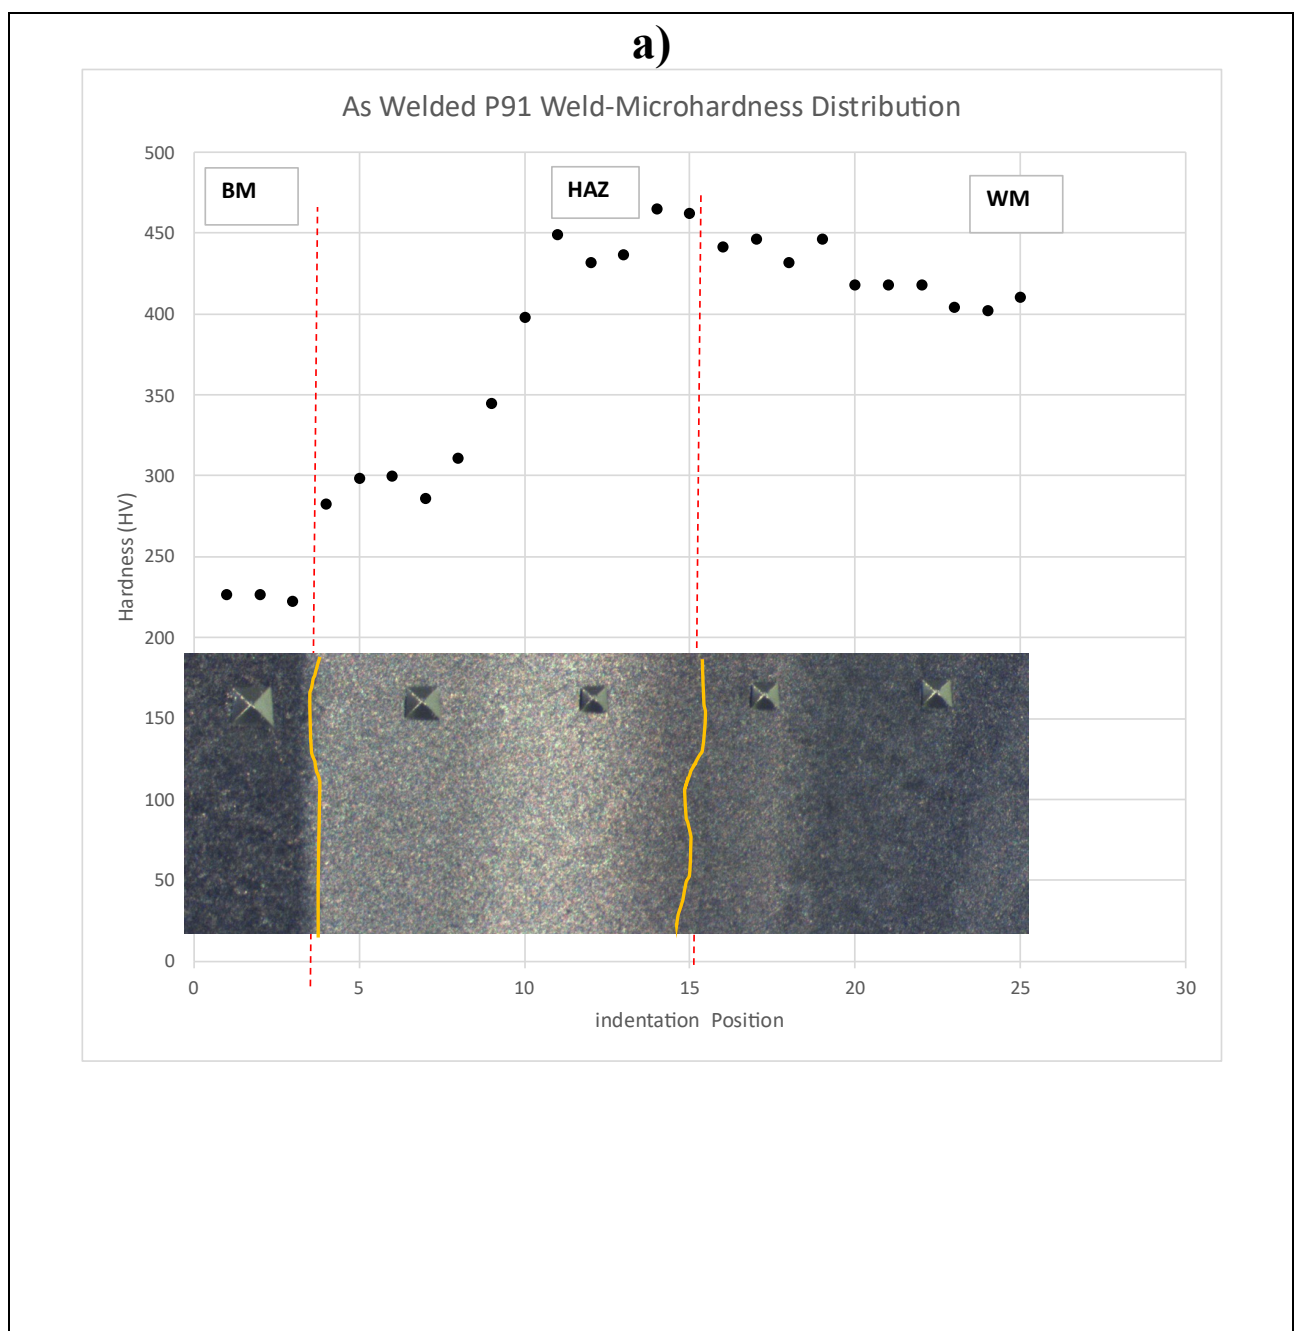 a)
As Welded P91 Weld-Microhardness Distribution
500
BM
HAZ
WM
450
400
350
300
250
200
150
100
50
0
Hardness (HV)
0 5 10 15 20 25 30
indentation Position